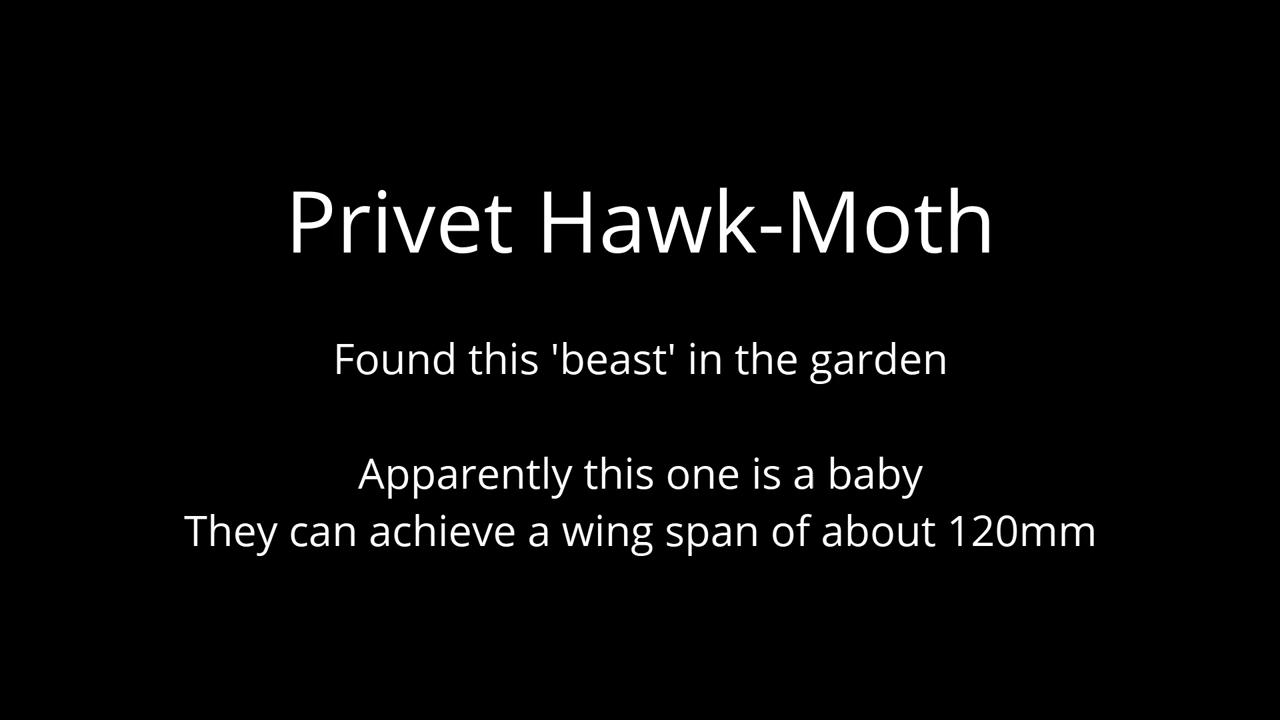 Privet Hawk-Moth
Found this 'beast' in the garden
Apparently this one is a baby
They can achieve a wing span of about 120mm